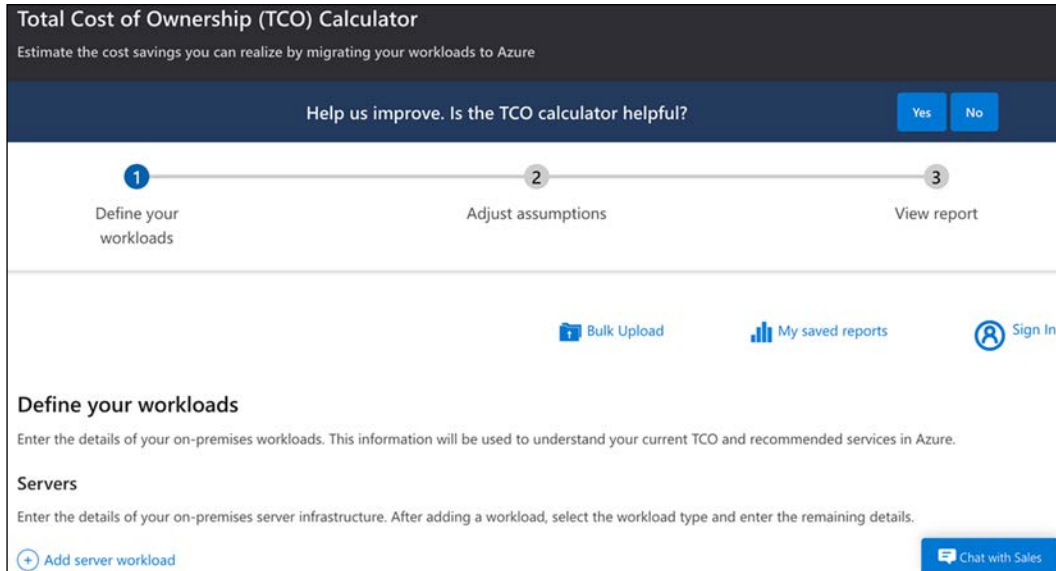 Total Cost of Ownership (TCO) Calculator
Estimate the cost savings you can realize by migrating your workloads to Azure
Help us improve. Is the TCO calculator helpful?
Yes
No
1
2
3
Define your
workloads
Adjust assumptions
View report
Bulk Upload
My saved reports
Sign In
Define your workloads
Enter the details of your on-premises workloads. This information will be used to understand your current TCO and recommended services in Azure.
Servers
Enter the details of your on-premises server infrastructure. After adding a workload, select the workload type and enter the remaining details.
Add server workload
Chat with Sales